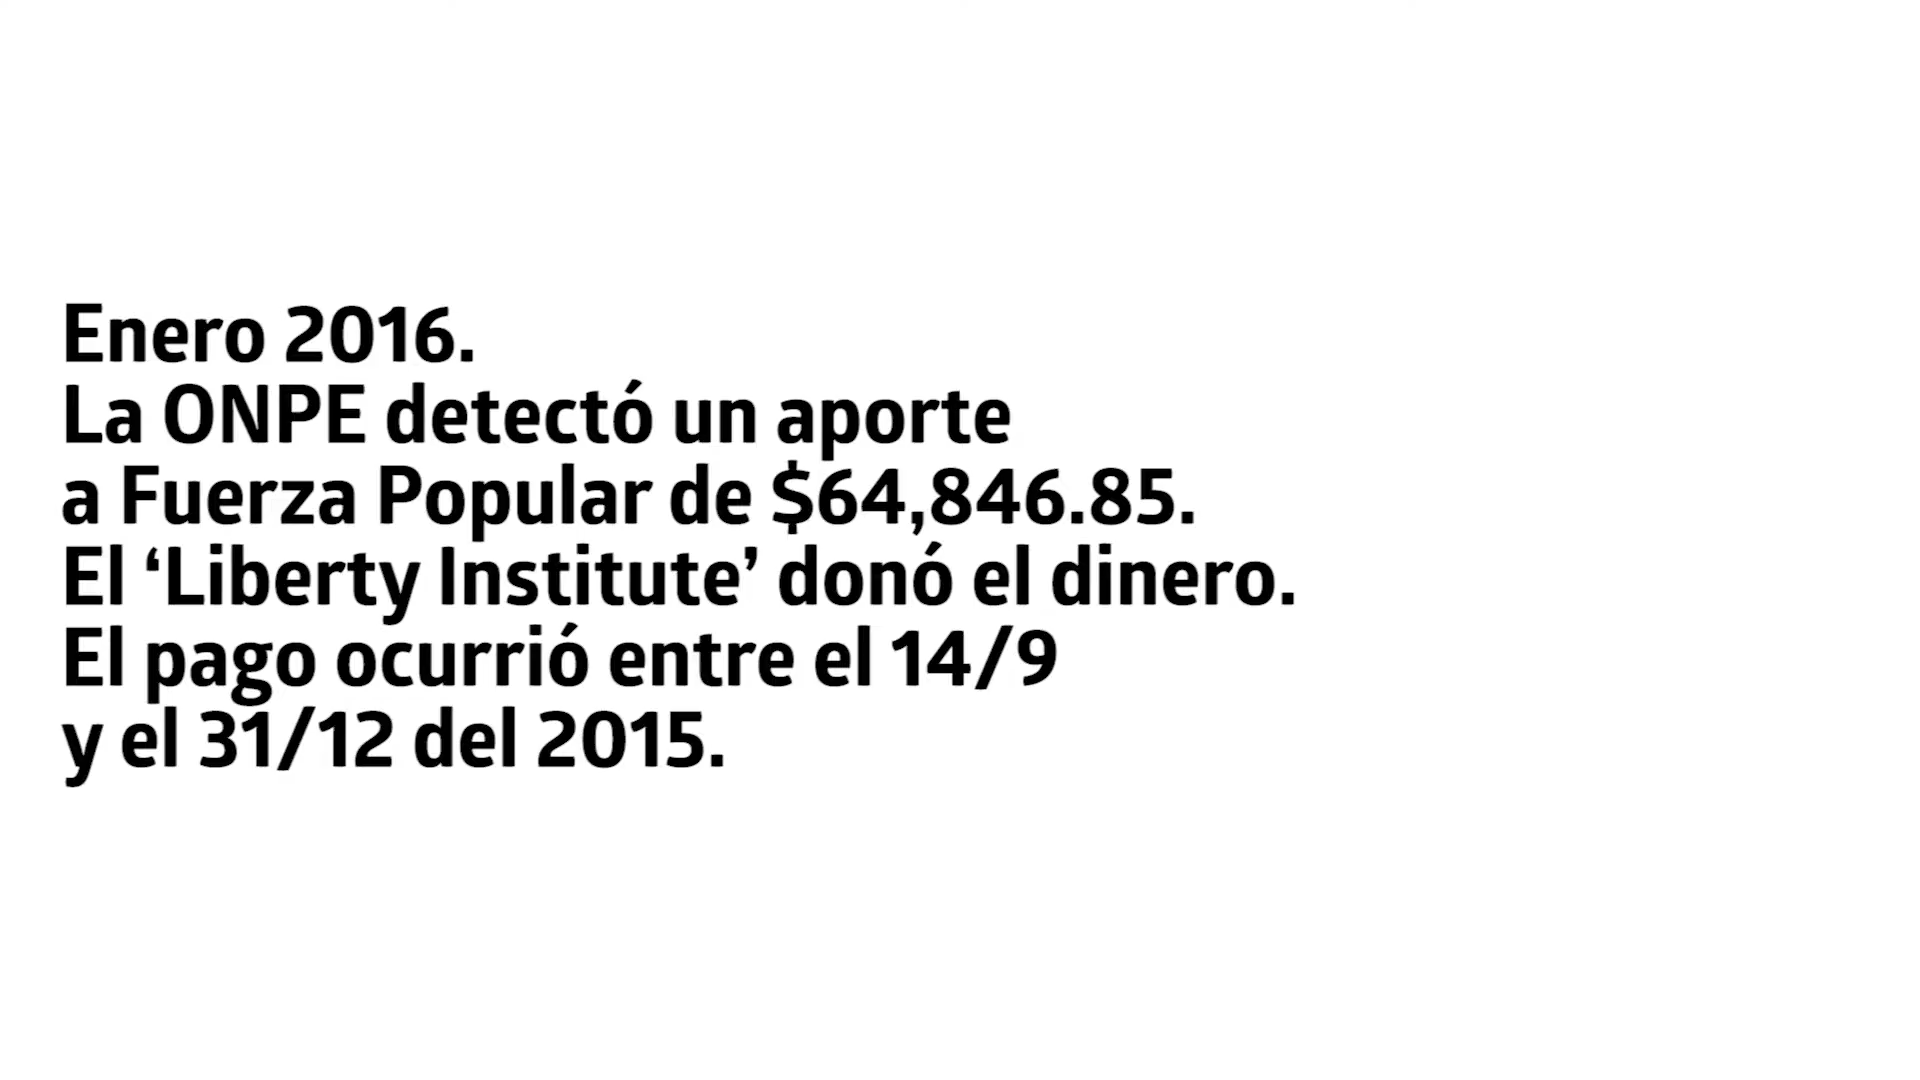 Enero 2016.
La ONPE detectó un aporte
a Fuerza Popular de $64,846.85.
El ‘Liberty Institute’ donó el dinero.
El pago ocurrió entre el 14/9
y el 31/12 del 2015.